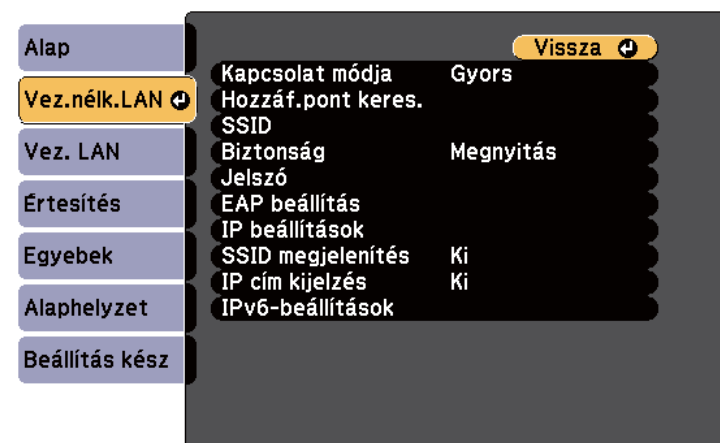 Alap
Vez.nélk.LAN
Vez. LAN
Értesítés
Egyebek
Alaphelyzet
Beállítás kész
Vissza
Kapcsolat módja Gyors
Hozzáf.pont keres.
SSID
Biztonság Megnyitás
Jelszó
EAP beállítás
IP beállítások
SSID megjelenítés Ki
IP cím kijelzés Ki
IPv6-beállítások